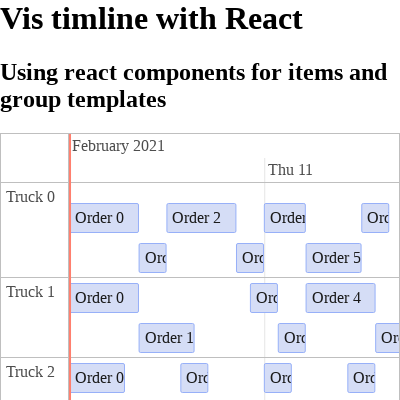 Vis timline with React
Using react components for items and
group templates
February 2021
Thu 11
Truck 0
Order 0
Order 2
Order 5
Truck 1
Order 0
Order 4
Order 1
Truck 2
Order 0